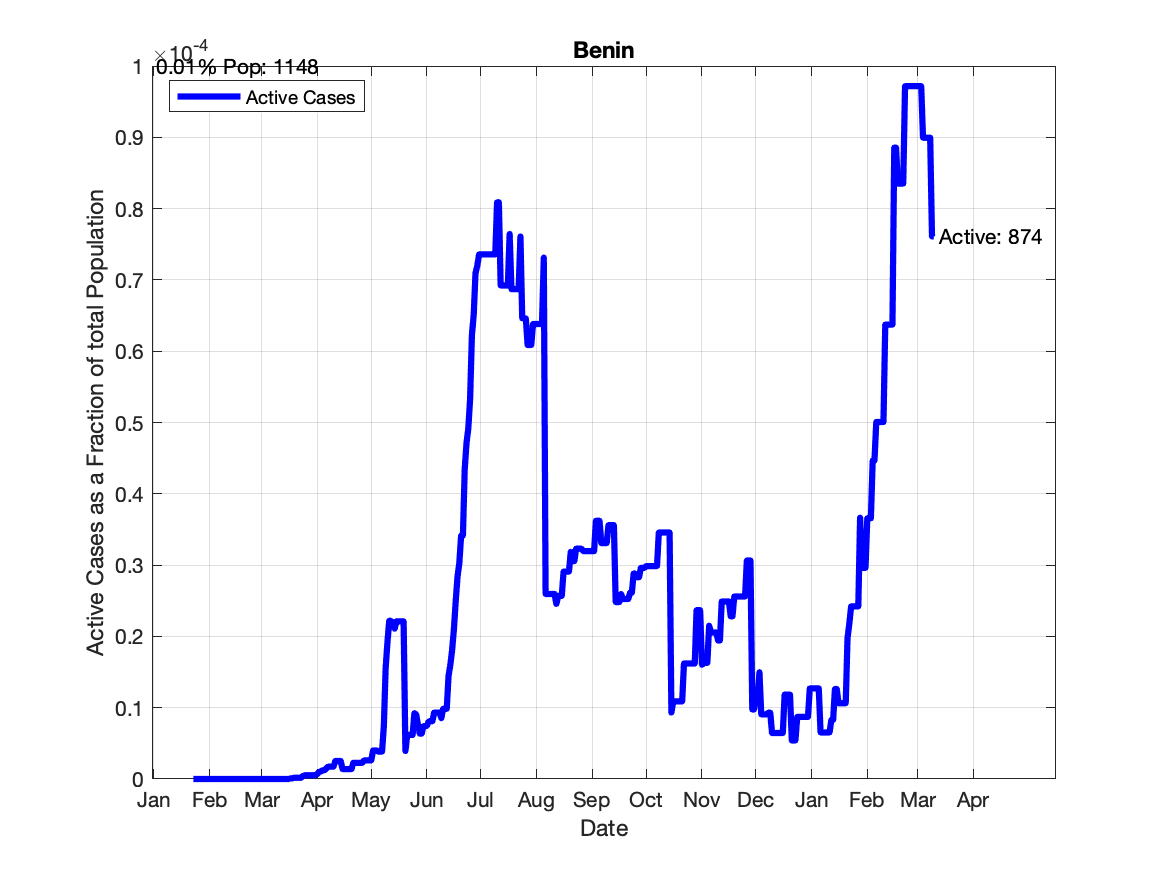 Benin
×10-4
0.01% Pop: 1148
Active Cases
1
0.9
0.8
0.7
0.6
0.5
0.4
0.3
0.2
0.1
0
Active Cases as a Fraction of total Population
Active: 874
Jan Feb Mar Apr May Jun Jul Aug Sep Oct Nov Dec Jan Feb Mar Apr
Date